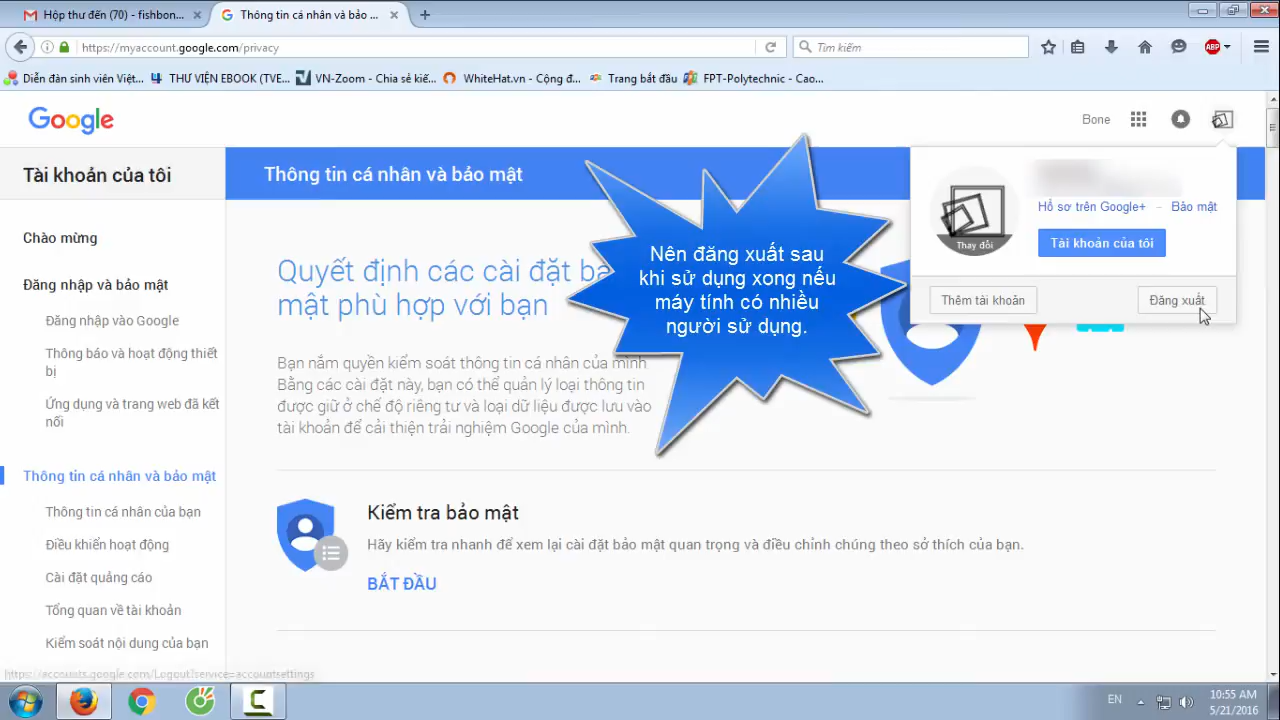 Hộp thư đến (70) - fishbon...
Thông tin cá nhân và bảo ...
https://myaccount.google.com/privacy
Tìm kiếm
ABP
Diễn đàn sinh viên Việt...
THƯ VIỆN EBOOK (TVE...
VN-Zoom - Chia sẻ kiế...
WhiteHat.vn - Cộng đ...
Trang bắt đầu
FPT-Polytechnic - Cao...
Google
Bone
Tài khoản của tôi
Thông tin cá nhân và bảo mật
Hồ sơ trên Google+ - Bảo mật
Thay đổi
Tài khoản của tôi
Thêm tài khoản
Đăng xuất
Chào mừng
Đăng nhập và bảo mật
Đăng nhập vào Google
Thông báo và hoạt động thiết
bị
Ứng dụng và trang web đã kết
nối
Thông tin cá nhân và bảo mật
Thông tin cá nhân của bạn
Điều khiển hoạt động
Cài đặt quảng cáo
Tổng quan về tài khoản
Kiểm soát nội dung của bạn
Quyết định các cài đặt bả
mật phù hợp với bạn
Nên đăng xuất sau
khi sử dụng xong nếu
máy tính có nhiều
người sử dụng.
Bạn nắm quyền kiểm soát thông tin cá nhân của mình
Bằng các cài đặt này, bạn có thể quản lý loại thông tin
được giữ ở chế độ riêng tư và loại dữ liệu được lưu vào
tài khoản để cải thiện trải nghiệm Google của mình.
Kiểm tra bảo mật
Hãy kiểm tra nhanh để xem lại cài đặt bảo mật quan trọng và điều chỉnh chúng theo sở thích của bạn.
BẮT ĐẦU
https://accounts.google.com/Logout?service=accountsettings
EN
10:55 AM
5/21/2016